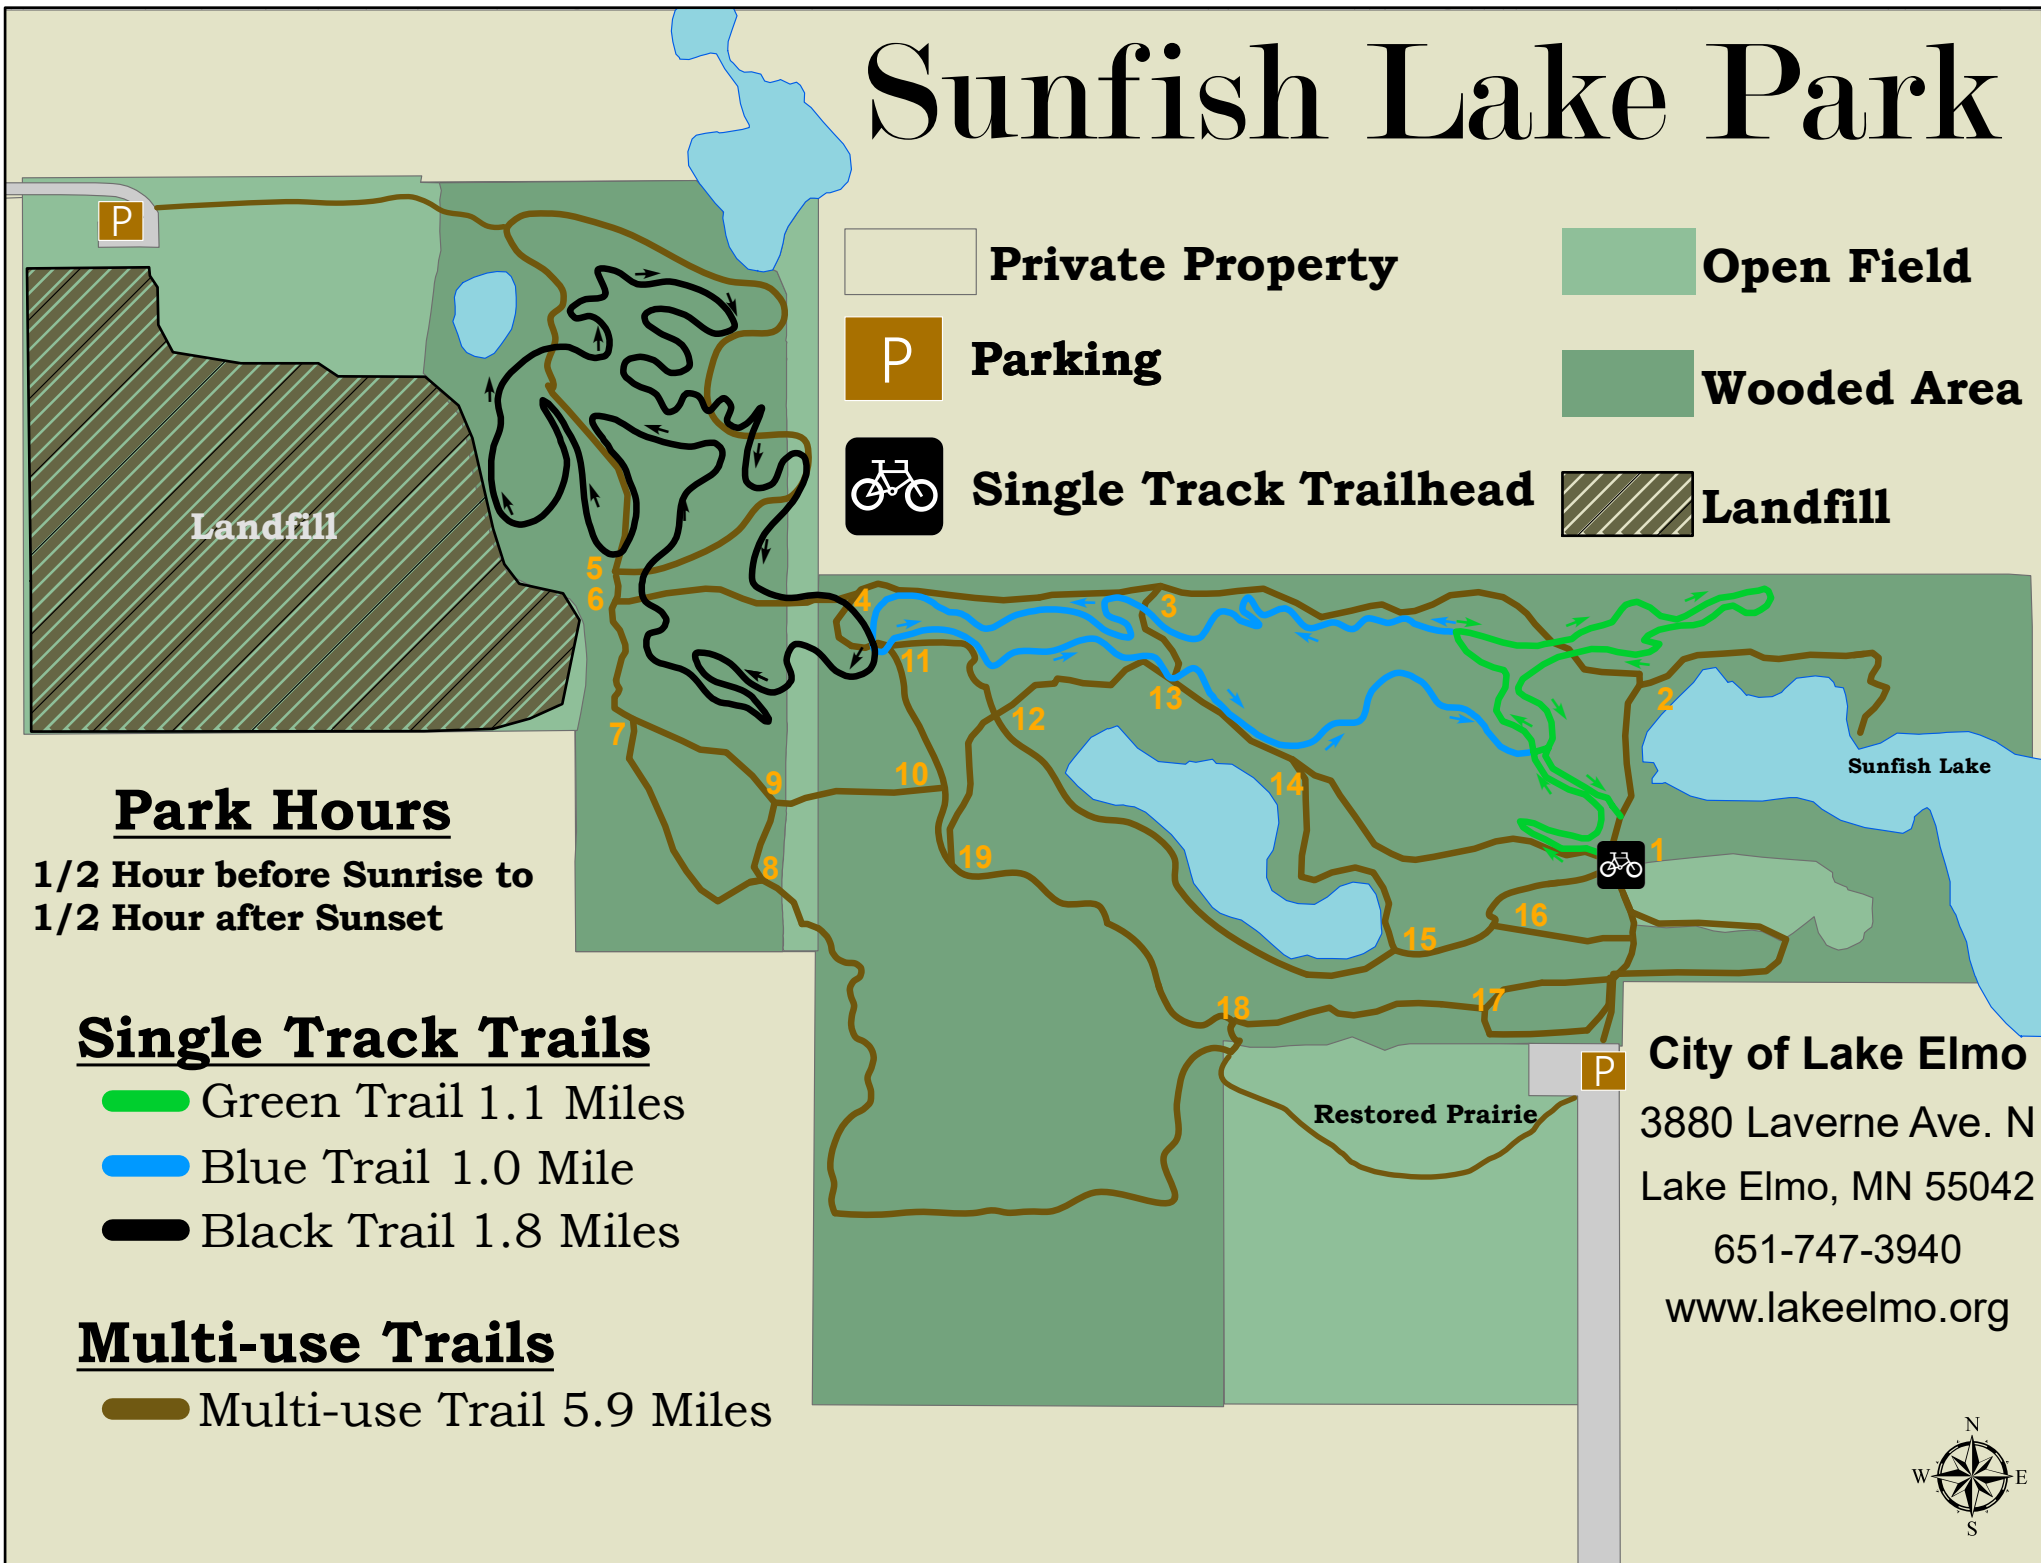 Sunfish Lake Park
P
Private Property
Open Field
P
Parking
Wooded Area
Single Track Trailhead
Landfill
Landfill
5
6
4
3
11
2
13
12
7
Sunfish Lake
10
9
14
Park Hours
1/2 Hour before Sunrise to
1/2 Hour after Sunset
19
8
1
16
15
18
17
Single Track Trails
Green Trail 1.1 Miles
Blue Trail 1.0 Mile
Black Trail 1.8 Miles
P
Restored Prairie
City of Lake Elmo
3880 Laverne Ave. N
Lake Elmo, MN 55042
651-747-3940
www.lakeelmo.org
Multi-use Trails
Multi-use Trail 5.9 Miles
N
W E
S